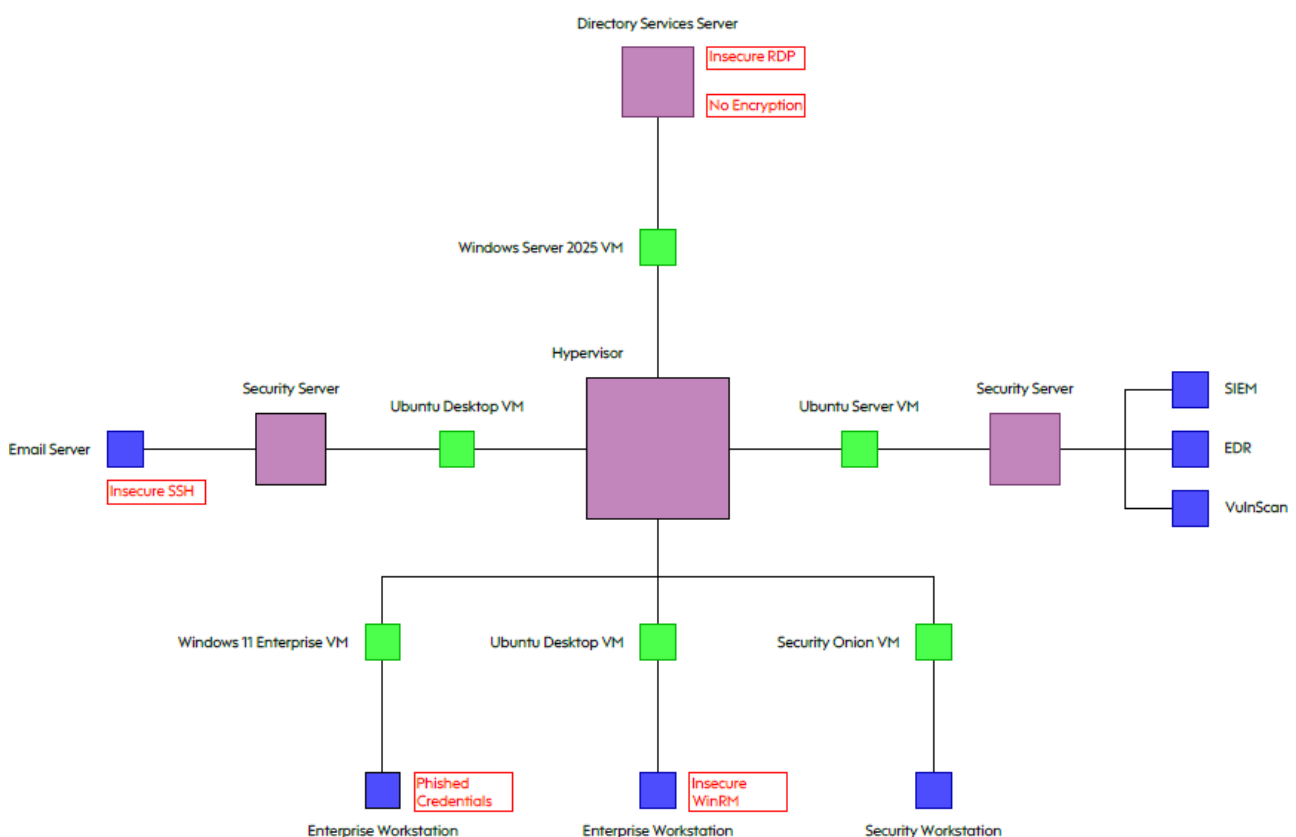 Directory Services Server
Insecure RDP
No Encryption
Windows Server 2025 VM
Hypervisor
Security Server
Ubuntu Desktop VM
Ubuntu Server VM
Security Server
SIEM
Email Server
EDR
Insecure SSH
VulnScan
Windows 11 Enterprise VM
Ubuntu Desktop VM
Security Onion VM
Phished
Credentials
Insecure
WinRM
Enterprise Workstation
Enterprise Workstation
Security Workstation